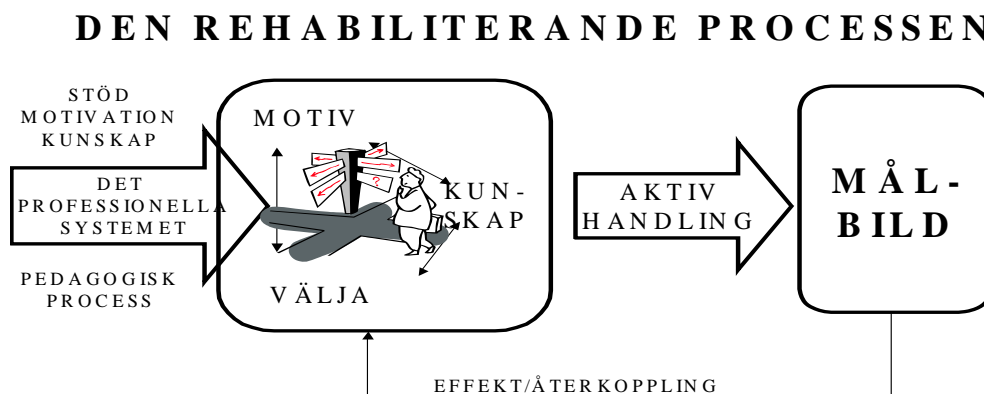 DEN REHABILITERANDE PROCESSEN
STÖD
MOTIVATION
KUNSKAP
DET
PROFESSIONELLA
SYSTEMET
PEDAGOGISK
PROCESS
MOTIV
?
KUN-
SKAP
VÄLJA
AKTIV
HANDLING
MÅL-
BILD
EFFEKT/ÅTERKOPPLING